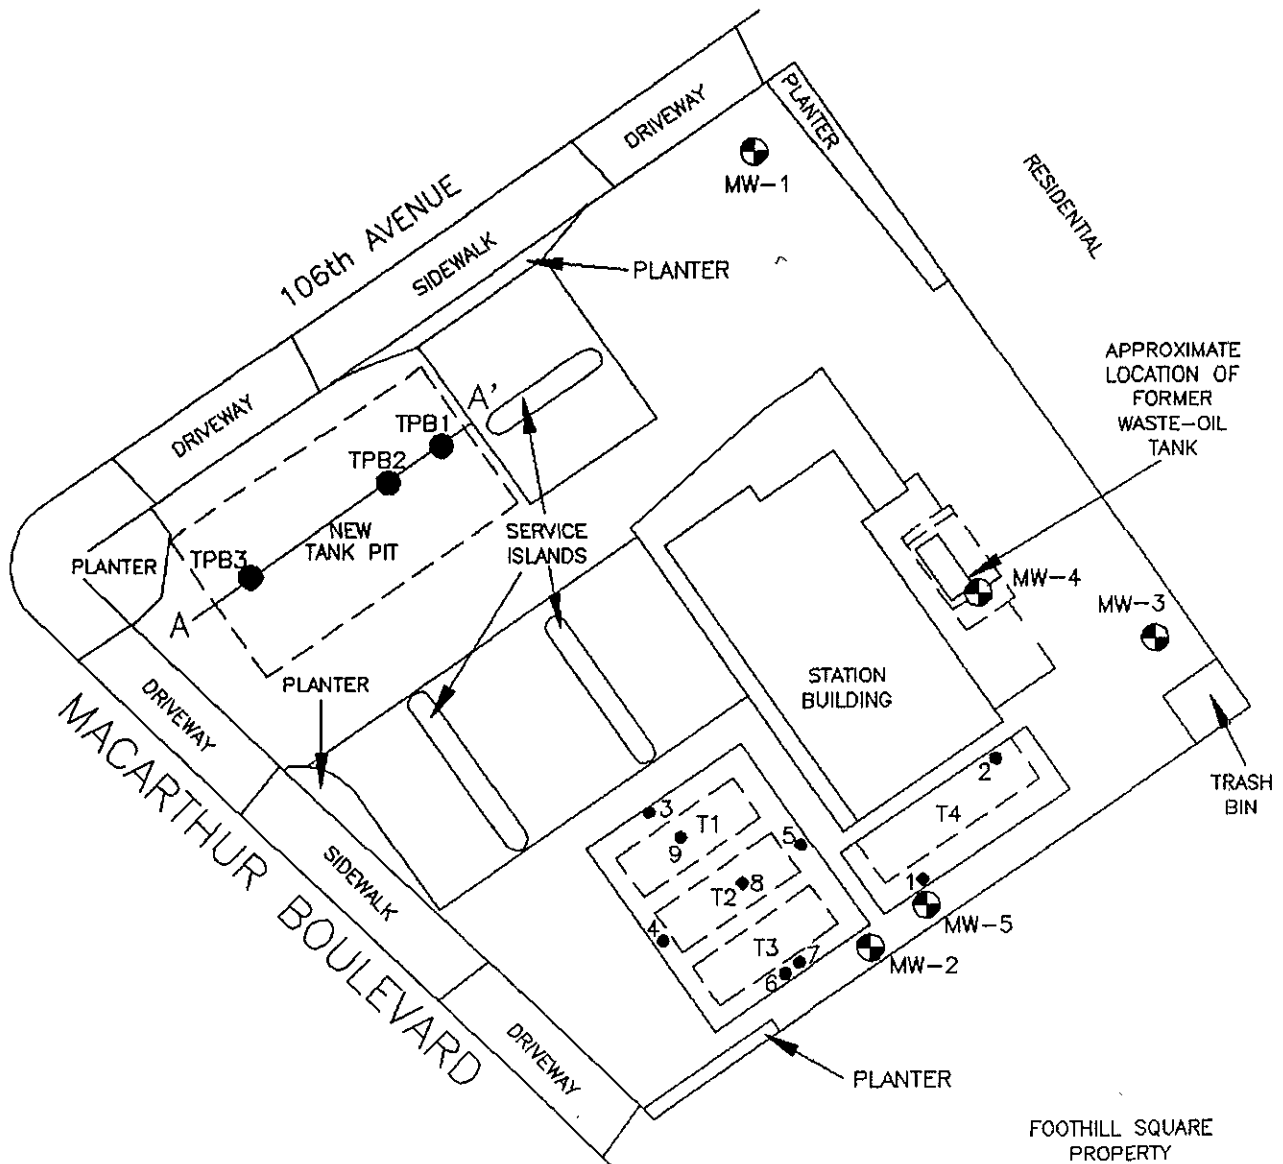 DRIVEWAY
PLANTER
MW-1
RESIDENTIAL
106th AVENUE
SIDEWALK
PLANTER
APPROXIMATE
LOCATION OF
FORMER
WASTE-OIL
TANK
DRIVEWAY
A'
TPB1
TPB2
NEW
TANK PIT
SERVICE
ISLANDS
PLANTER
TPB3
A
MW-4
MW-3
DRIVEWAY
PLANTER
STATION
BUILDING
MACARTHUR BOULEVARD
TRASH
BIN
2
T4
3
T1
9
5
T2
8
1
SIDEWALK
MW-5
4
T3
7
6
MW-2
DRIVEWAY
PLANTER
FOOTHILL SQUARE
PROPERTY